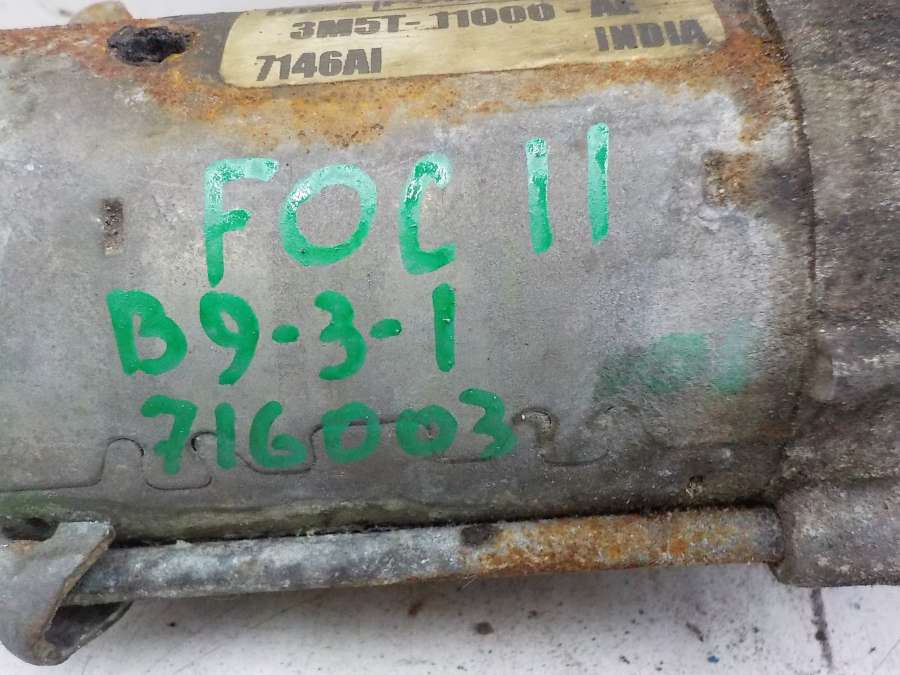 3M5T-11000-AE
7146AI INDIA
FOC II
B9-3-1
716003